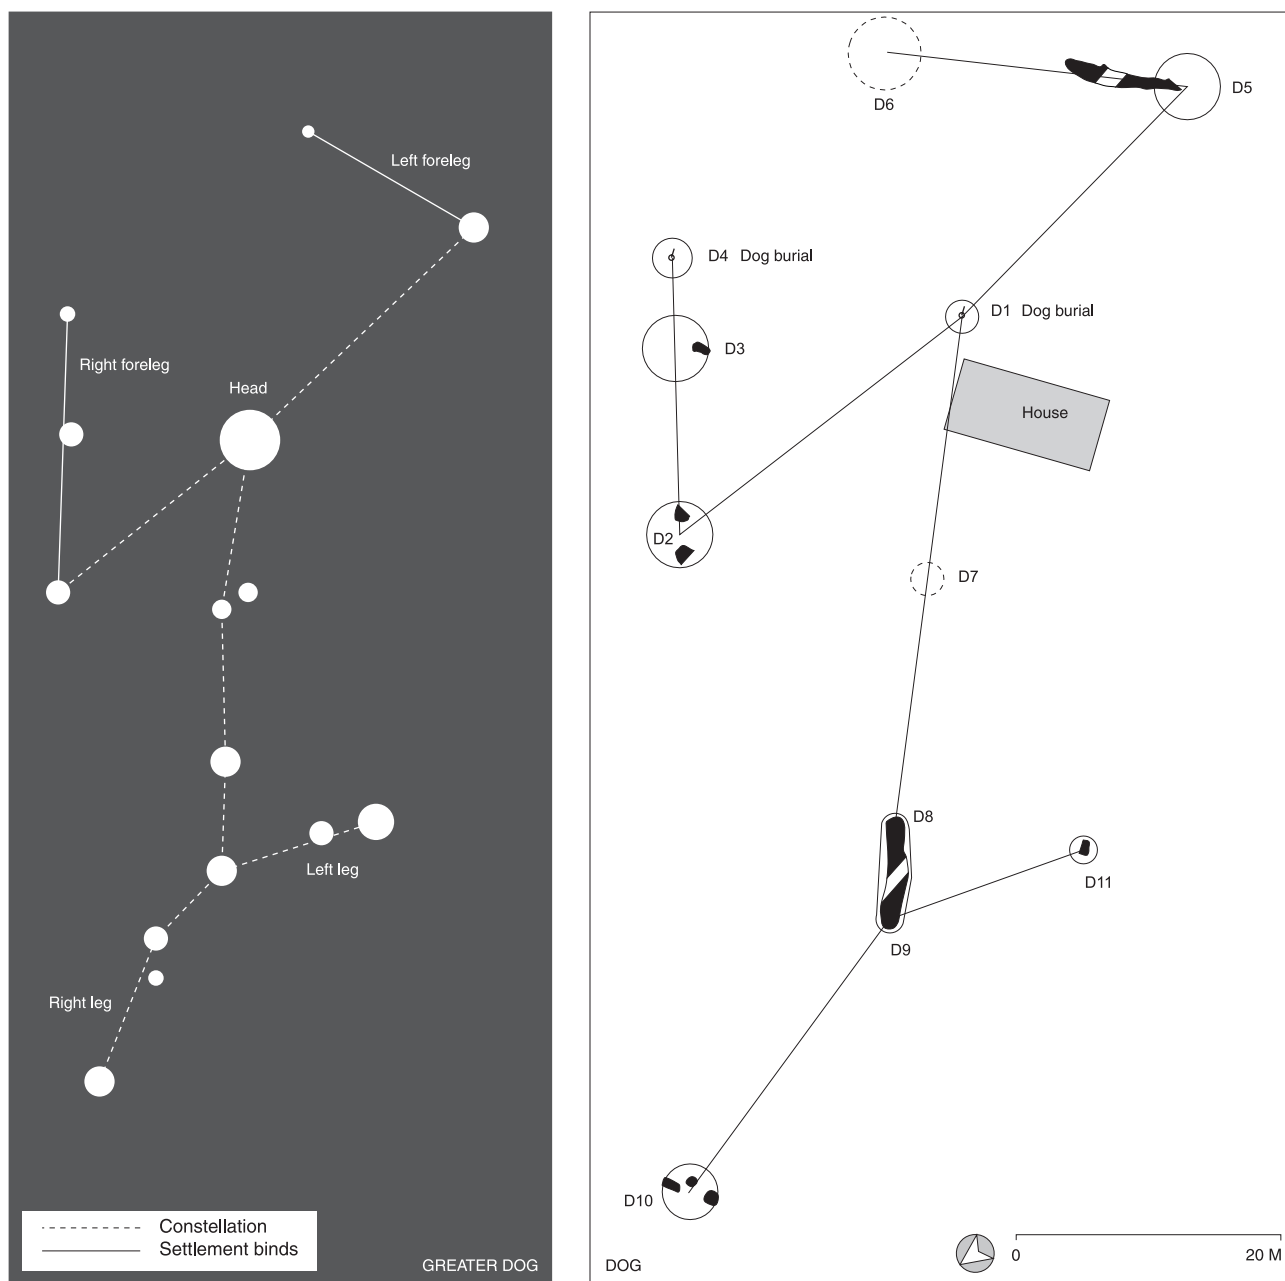 Left foreleg
Right foreleg
Head
Left leg
Right leg
Constellation
Settlement binds
GREATER DOG
D6
D5
D4 Dog burial
D1 Dog burial
D3
House
D2
D7
D8
D11
D9
D10
DOG
0
20 M